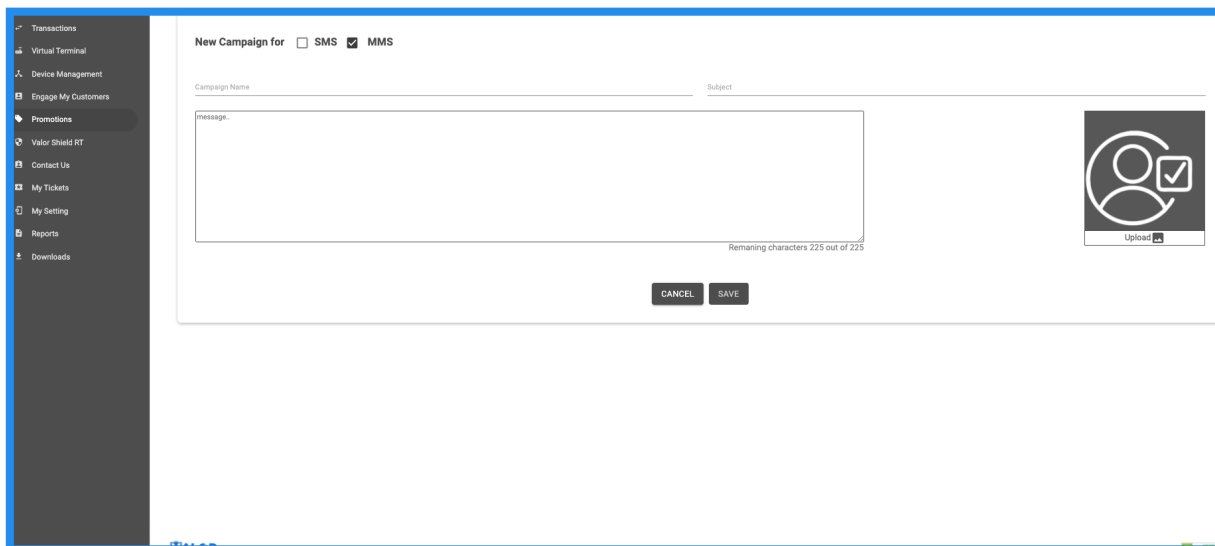 Transactions
Virtual Terminal
Device Management
Engage My Customers
Promotions
Valor Shield RT
Contact Us
My Tickets
My Setting
Reports
Downloads
New Campaign for SMS MMS
Campaign Name
Subject
message..
Remaning characters 225 out of 225
Upload
CANCEL SAVE